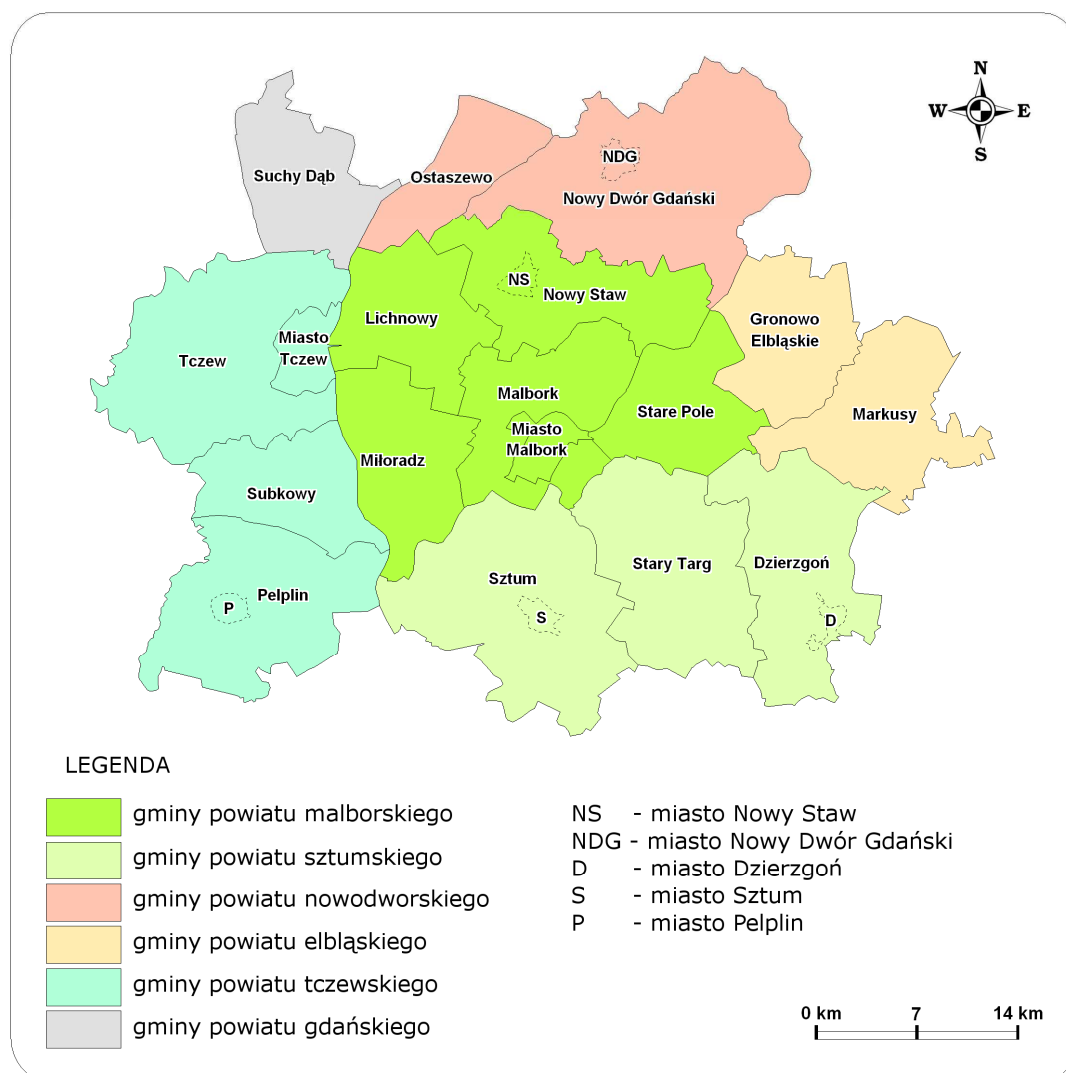 N
W E
S
Suchy Dąb
Ostaszewo
NDG
Nowy Dwór Gdański
NS
Nowy Staw
Lichnowy
Gronowo
Elbląskie
Miasto
Tczew
Tczew
Malbork
Stare Pole
Markusy
Miasto
Malbork
Miłoradz
Subkowy
Sztum
Stary Targ
Dzierzgoń
Pelplin
P
S
D
LEGENDA
gminy powiatu malborskiego
gminy powiatu sztumskiego
gminy powiatu nowodworskiego
gminy powiatu elbląskiego
gminy powiatu tczewskiego
gminy powiatu gdańskiego
NS - miasto Nowy Staw
NDG - miasto Nowy Dwór Gdański
D - miasto Dzierzgoń
S - miasto Sztum
P - miasto Pelplin
0 km 7 14 km